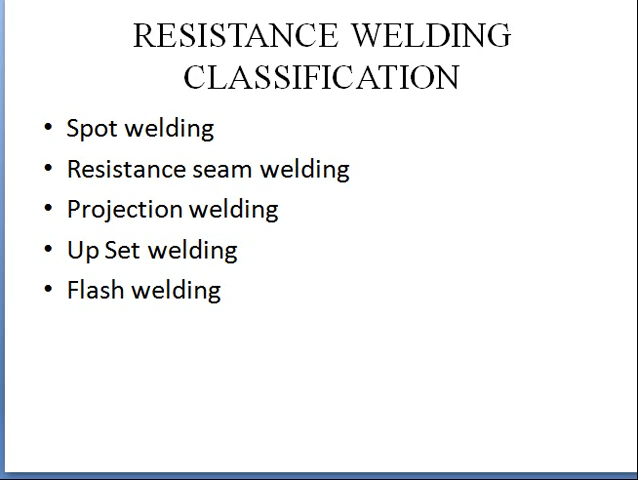 RESISTANCE WELDING
CLASSIFICATION
• Spot welding
• Resistance seam welding
• Projection welding
• Up Set welding
• Flash welding